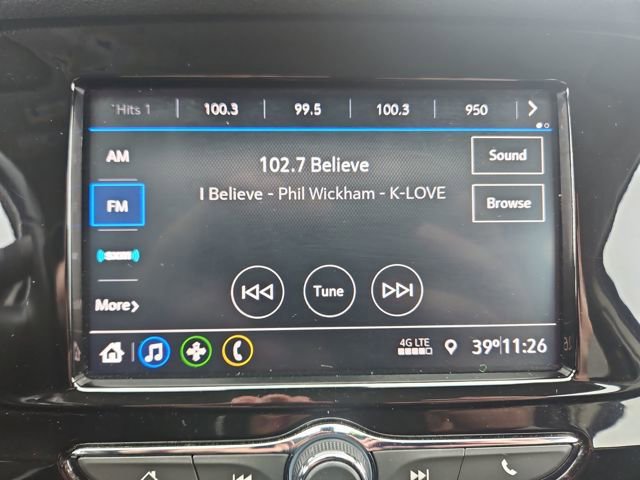 Hits 1 100.3 99.5 100.3 950
AM
102.7 Believe
Sound
I Believe - Phil Wickham - K-LOVE
FM
Browse
SXM
Tune
More
4G LTE
39° 11:26